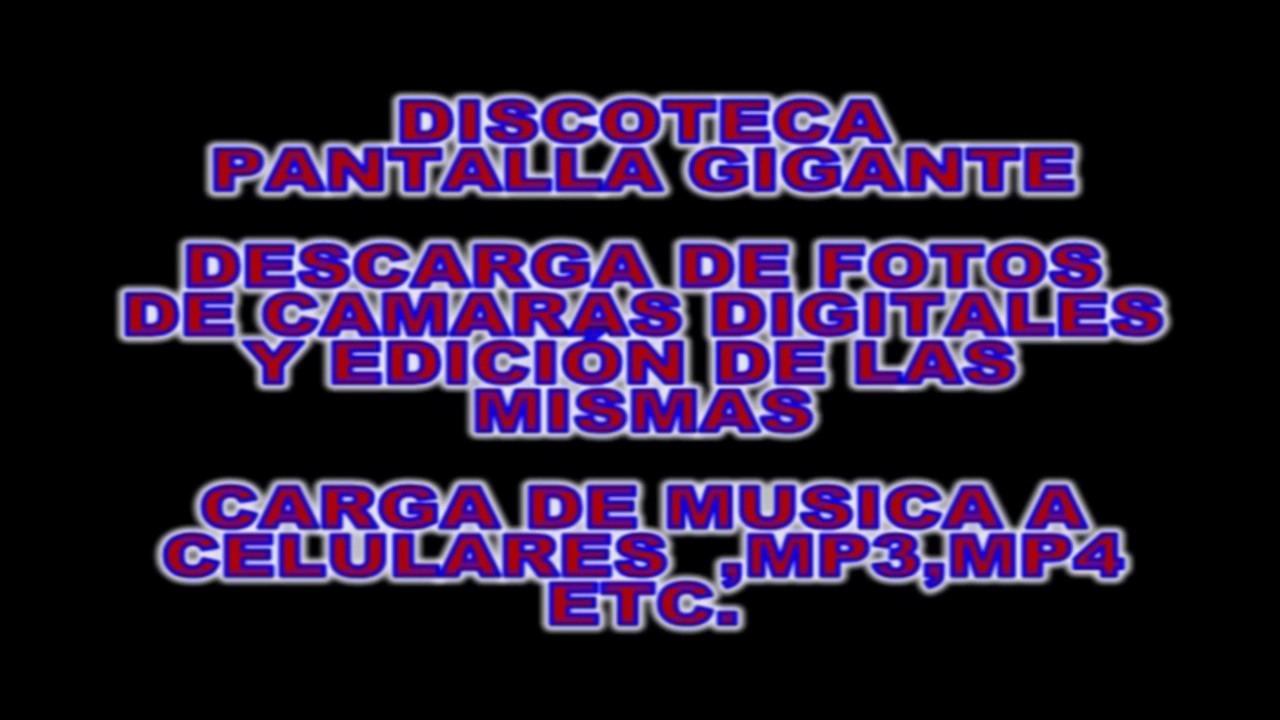 DISCOTECA
PANTALLA GIGANTE
DESCARGA DE FOTOS
DE CAMARAS DIGITALES
Y EDICIÓN DE LAS
MISMAS
CARGA DE MUSICA A
CELULARES ,MP3,MP4
ETC.